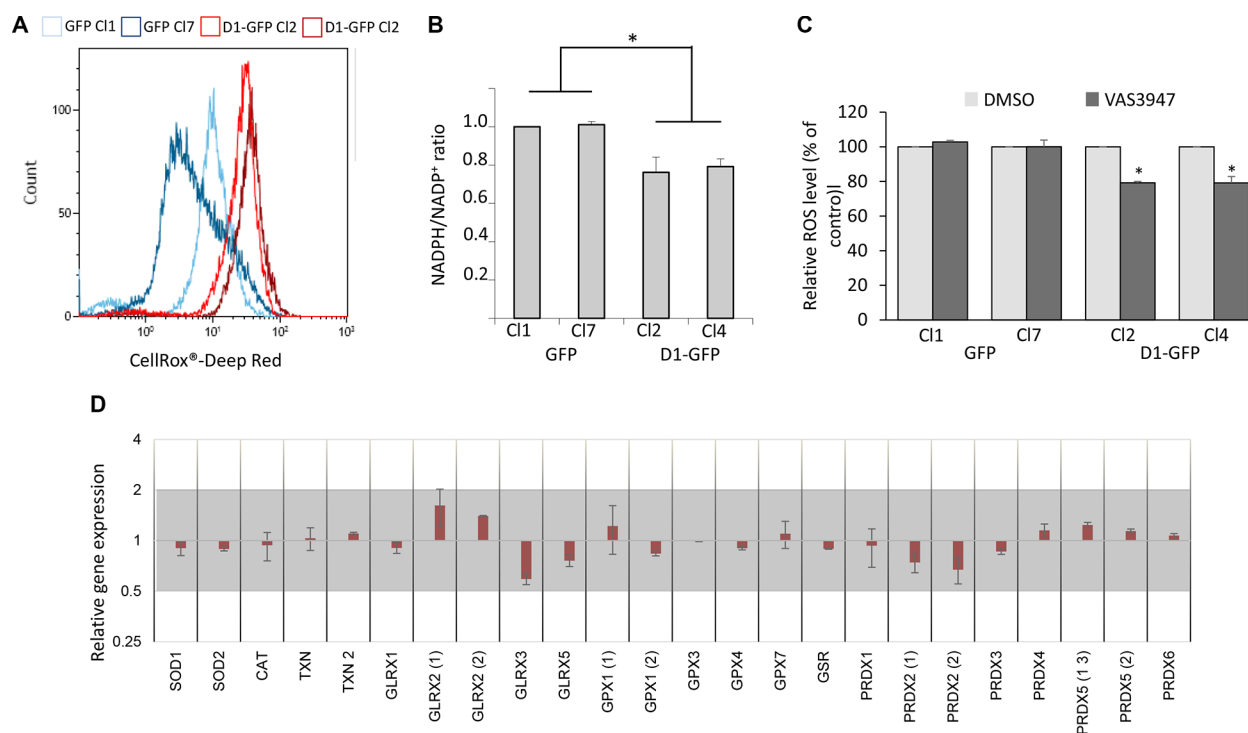 A
GFP Cl1 GFP Cl7 D1-GFP Cl2 D1-GFP Cl2
100
50
0
Count
10⁰ 10¹ 10² 10³
CellRox®-Deep Red
B
*
1.0
0.8
0.6
0.4
0.2
NADPH/NADP⁺ ratio
Cl1 Cl7 Cl2 Cl4
GFP D1-GFP
C
DMSO VAS3947
120
100
80
60
40
20
0
Relative ROS level (% of
contro)l
* *
Cl1 Cl7 Cl2 Cl4
GFP D1-GFP
D
4
2
1
0.5
0.25
Relative gene expression
SOD1
SOD2
CAT
TXN
TXN 2
GLRX1
GLRX2 (1)
GLRX2 (2)
GLRX3
GLRX5
GPX1 (1)
GPX1 (2)
GPX3
GPX4
GPX7
GSR
PRDX1
PRDX2 (1)
PRDX2 (2)
PRDX3
PRDX4
PRDX5 (1 3)
PRDX5 (2)
PRDX6